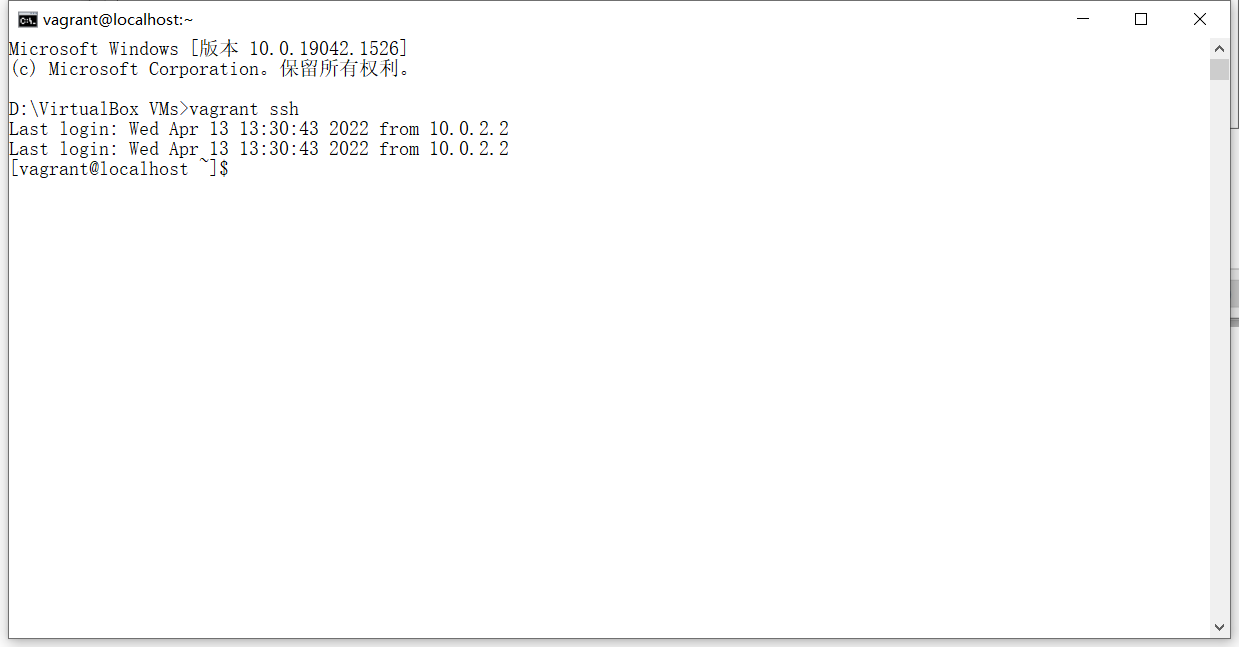 vagrant@localhost:~
Microsoft Windows [版本 10.0.19042.1526]
(c) Microsoft Corporation。保留所有权利。
D:\VirtualBox VMs>vagrant ssh
Last login: Wed Apr 13 13:30:43 2022 from 10.0.2.2
Last login: Wed Apr 13 13:30:43 2022 from 10.0.2.2
[vagrant@localhost ~]$